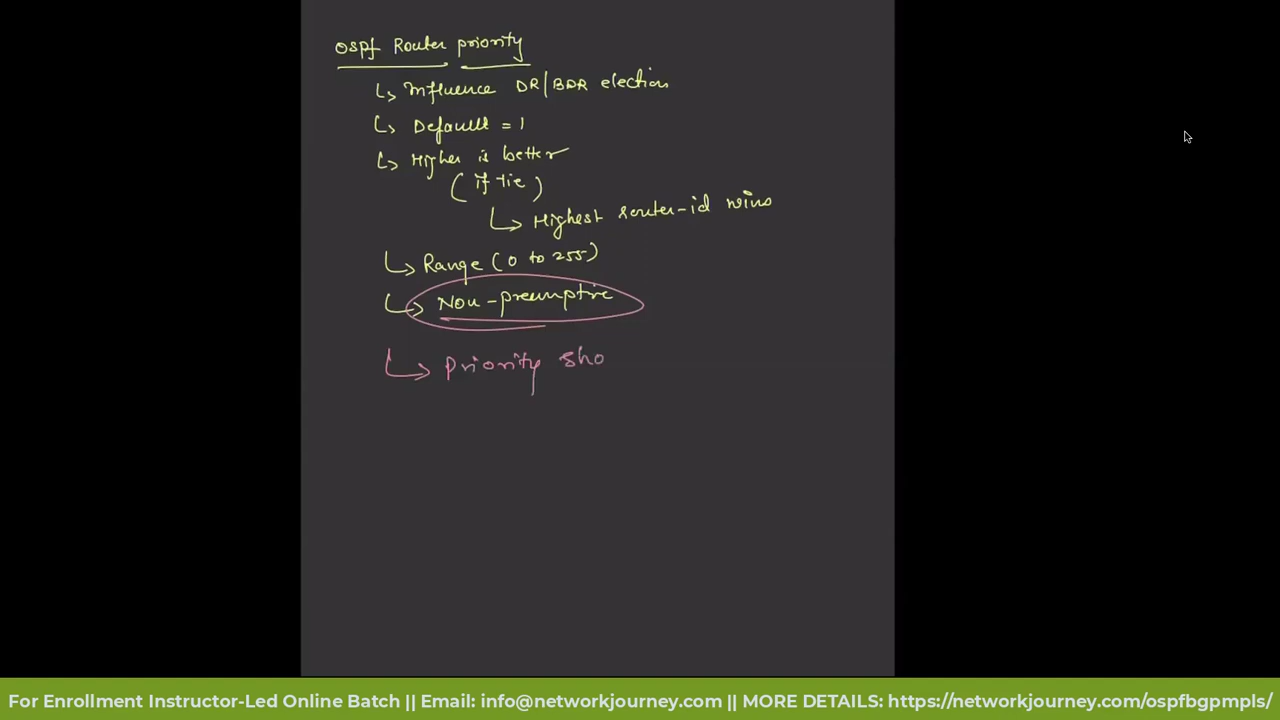 ospf Router priority
↳ Influence DR/BDR election
↳ Default = 1
↳ Higher is better
(If tie)
↳ Highest router-id wins
↳ Range (0 to 255)
↳ Non-preemptive
↳ Priority sho
For Enrollment Instructor-Led Online Batch || Email: info@networkjourney.com || MORE DETAILS: https://networkjourney.com/ospfbgpmpls/